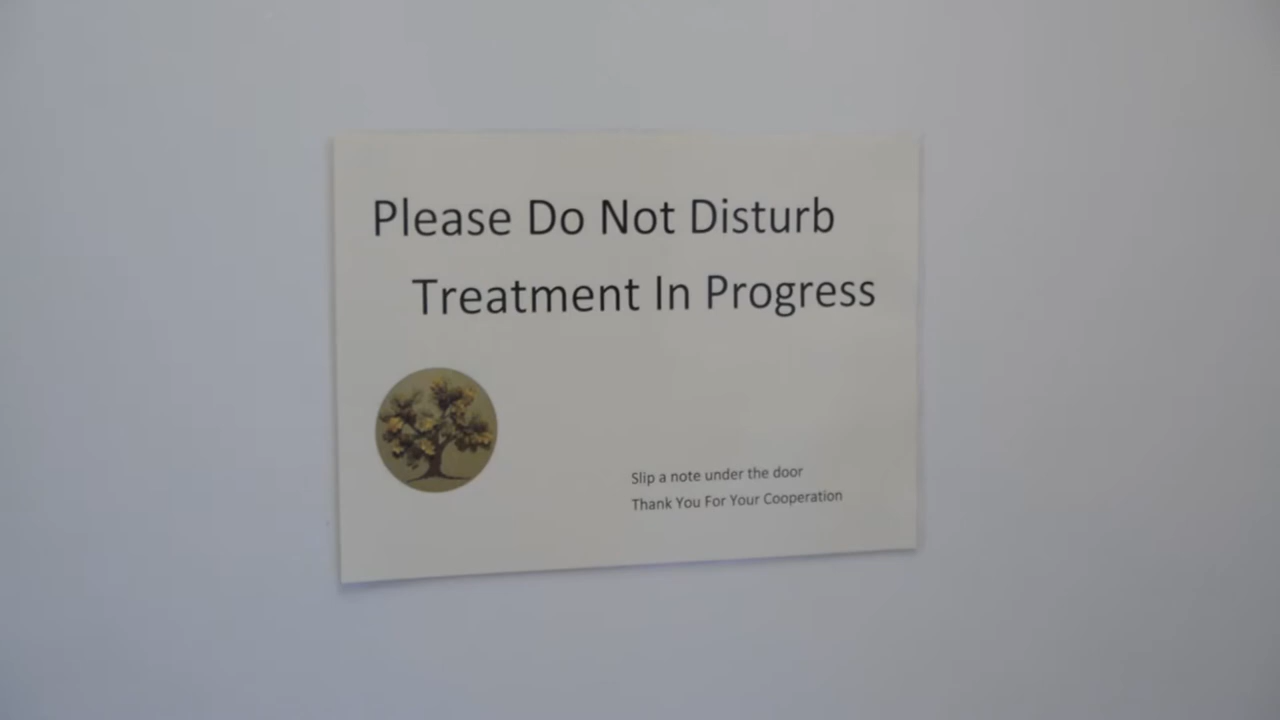 Please Do Not Disturb
Treatment In Progress
Slip a note under the door
Thank You For Your Cooperation